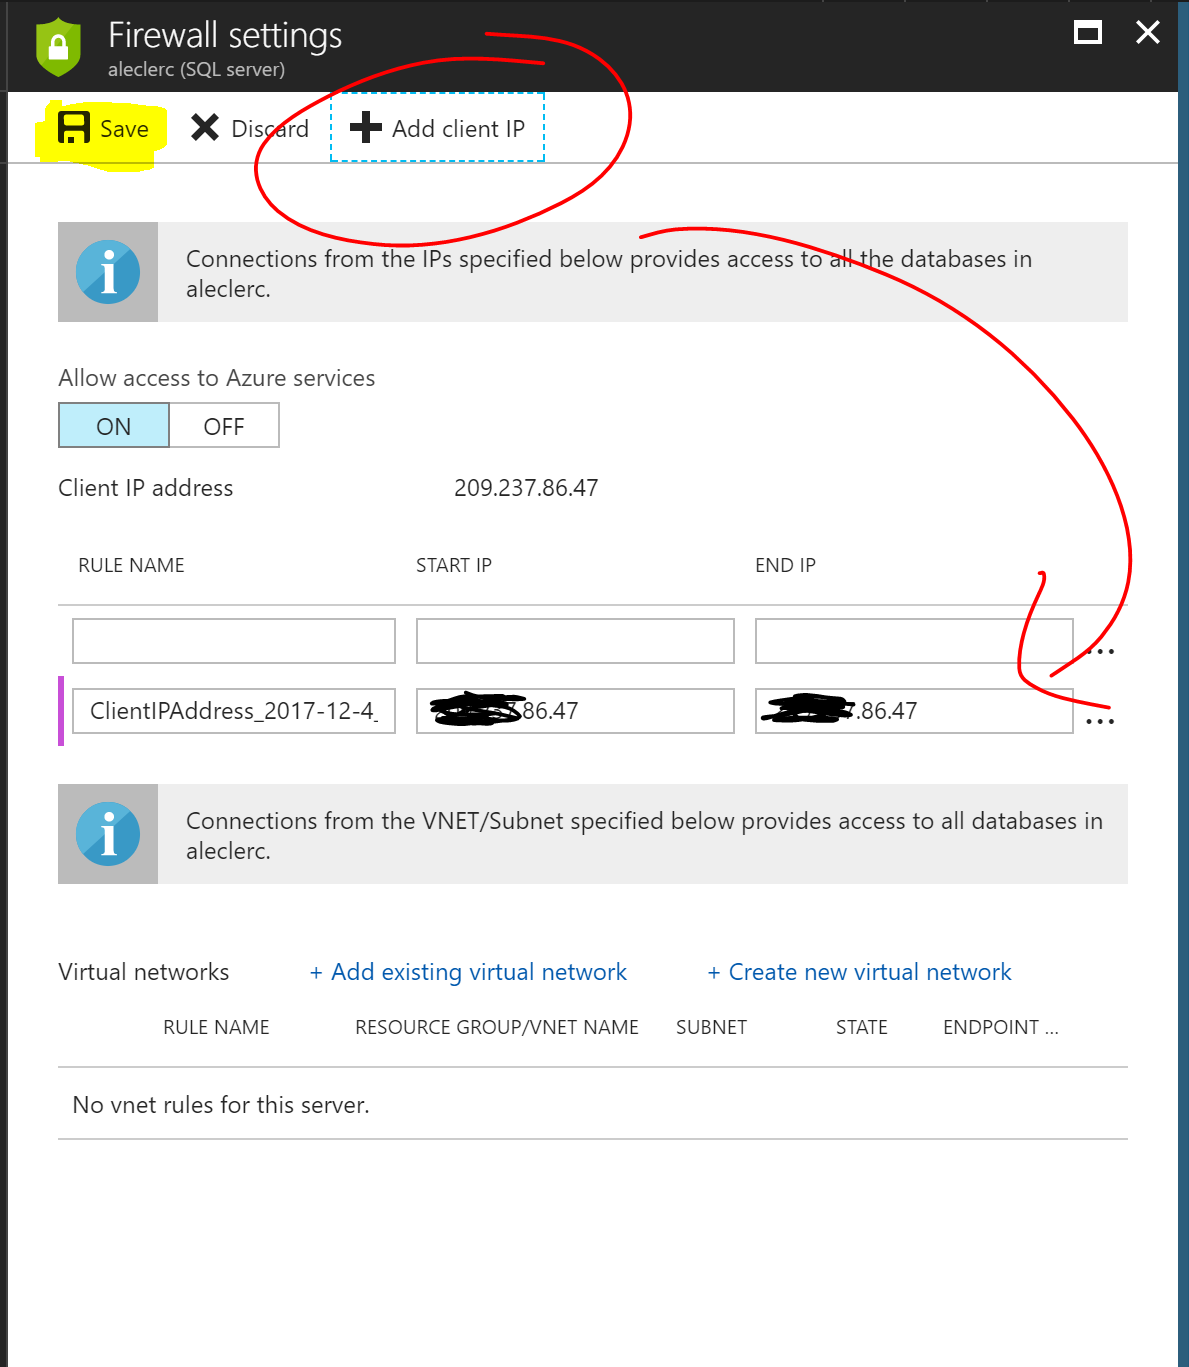 Firewall settings
aleclerc (SQL server)
Save Discard Add client IP
Connections from the IPs specified below provides access to all the databases in
aleclerc.
Allow access to Azure services
ON OFF
Client IP address 209.237.86.47
RULE NAME START IP END IP
...
ClientIPAddress_2017-12-4_ .86.47 .86.47 ...
Connections from the VNET/Subnet specified below provides access to all databases in
aleclerc.
Virtual networks + Add existing virtual network + Create new virtual network
RULE NAME RESOURCE GROUP/VNET NAME SUBNET STATE ENDPOINT ...
No vnet rules for this server.